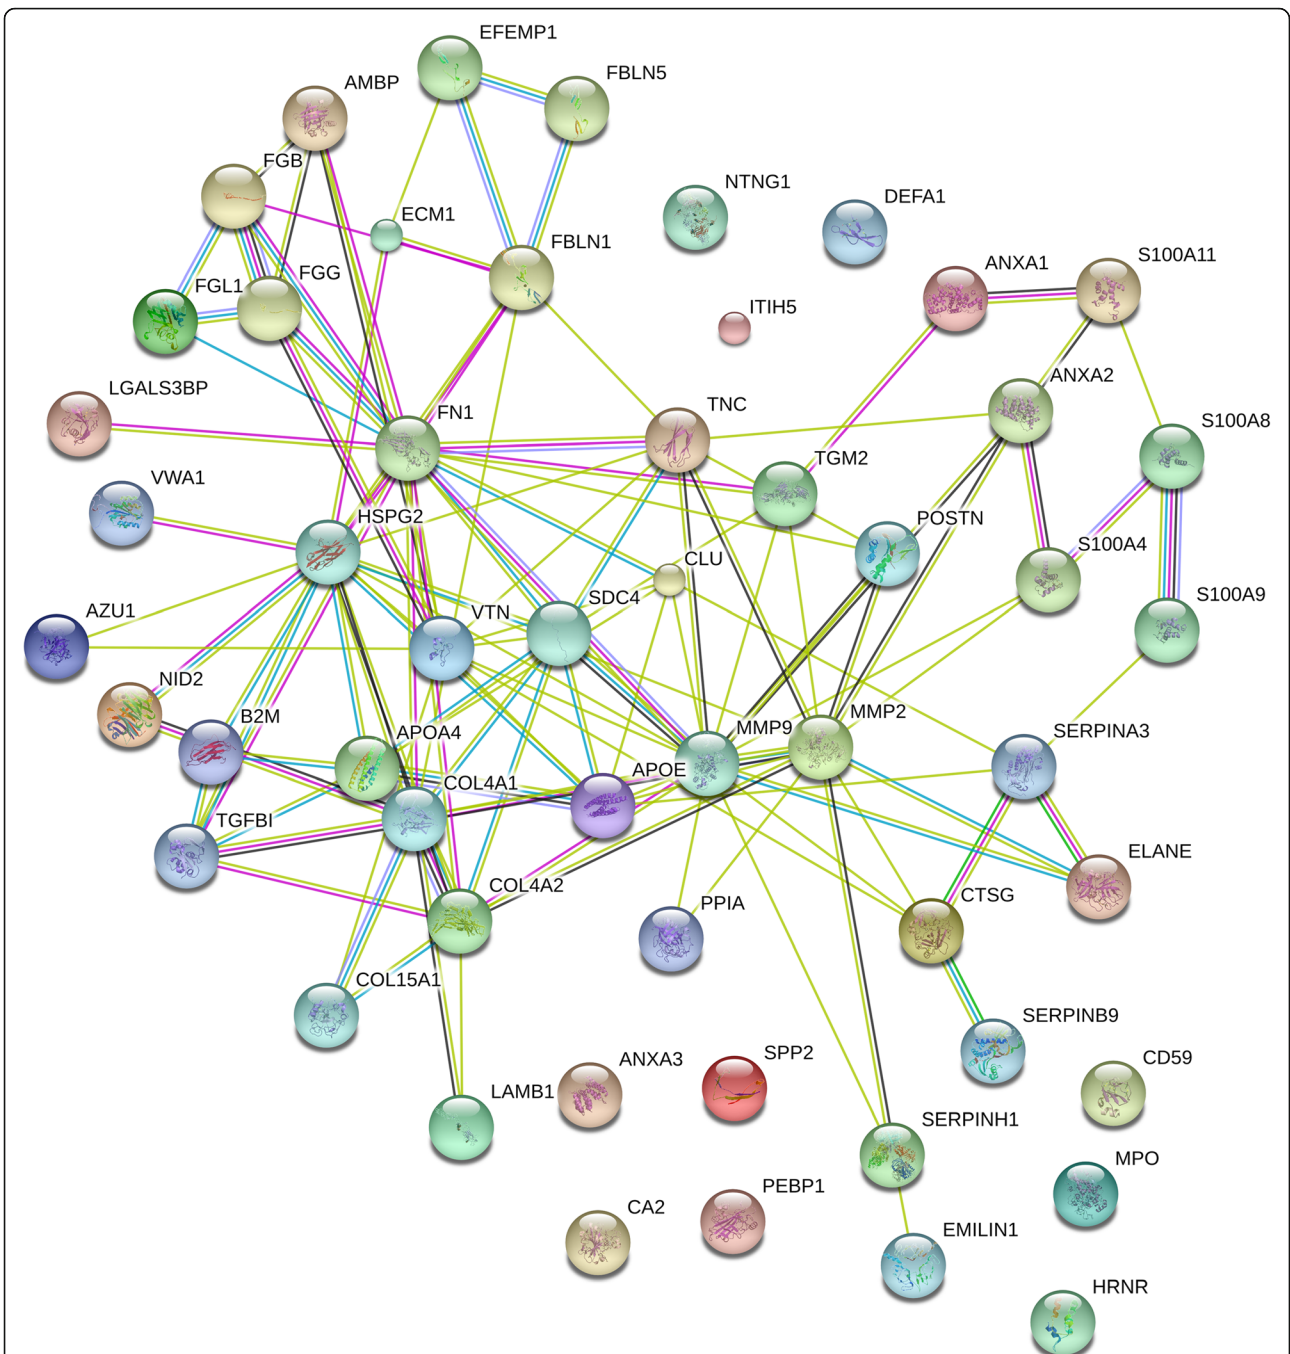 EFEMP1
FBLN5
AMBP
FGB
NTNG1
DEFA1
ECM1
FBLN1
S100A11
ANXA1
FGL1
FGG
ITIH5
ANXA2
LGALS3BP
FN1
TNC
S100A8
TGM2
VWA1
HSPG2
POSTN
S100A4
CLU
SDC4
S100A9
AZU1
VTN
NID2
B2M
APOA4
MMP9
MMP2
SERPINA3
APOE
COL4A1
TGFBI
ELANE
COL4A2
CTSG
PPIA
COL15A1
SERPINB9
ANXA3
SPP2
CD59
LAMB1
SERPINH1
MPO
PEBP1
CA2
EMILIN1
HRNR